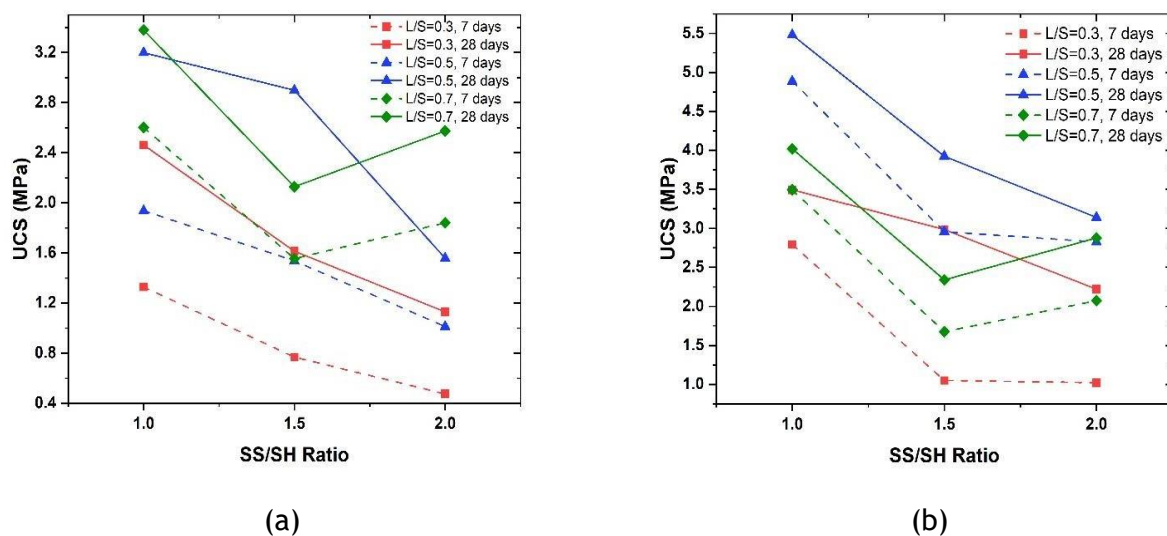 L/S=0.3, 7 days
L/S=0.3, 28 days
L/S=0.5, 7 days
L/S=0.5, 28 days
L/S=0.7, 7 days
L/S=0.7, 28 days
UCS (MPa)
3.2
2.8
2.4
2.0
1.6
1.2
0.8
0.4
1.0 1.5 2.0
SS/SH Ratio
(a)
L/S=0.3, 7 days
L/S=0.3, 28 days
L/S=0.5, 7 days
L/S=0.5, 28 days
L/S=0.7, 7 days
L/S=0.7, 28 days
UCS (MPa)
5.5
5.0
4.5
4.0
3.5
3.0
2.5
2.0
1.5
1.0
1.0 1.5 2.0
SS/SH Ratio
(b)